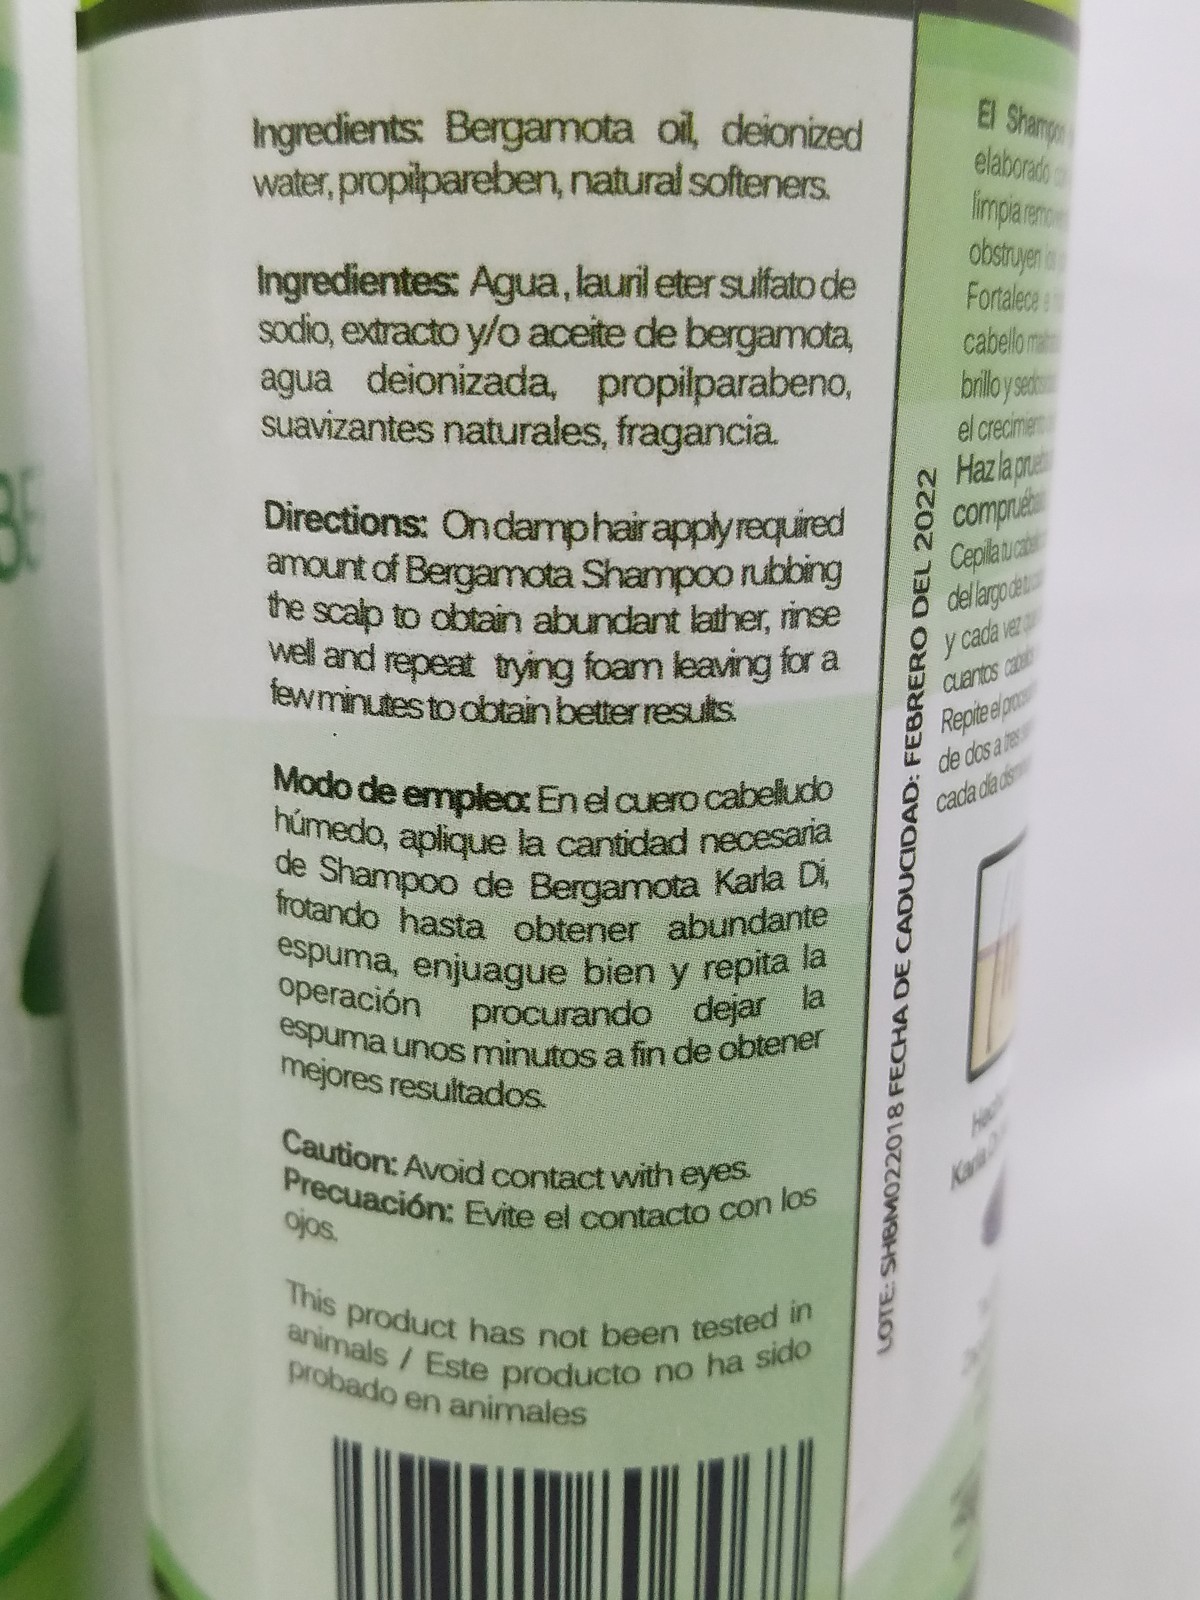 Ingredients: Bergamota oil, deionized
water, propilpareben, natural softeners.
Ingredientes: Agua, lauril eter sulfato de
sodio, extracto y/o aceite de bergamota,
agua deionizada, propilparabeno,
suavizantes naturales, fragancia.
Directions: On damp hair apply required
amount of Bergamota Shampoo rubbing
the scalp to obtain abundant lather, rinse
well and repeat trying foam leaving for a
few minutes to obtain better results.
Modo de empleo: En el cuero cabelludo
húmedo, aplique la cantidad necesaria
de Shampoo de Bergamota Karla Di,
frotando hasta obtener abundante
espuma, enjuague bien y repita la
operación procurando dejar la
espuma unos minutos a fin de obtener
mejores resultados.
Caution: Avoid contact with eyes.
Precuación: Evite el contacto con los
ojos.
This product has not been tested in
animals / Este producto no ha sido
probado en animales
LOTE: SHBM022018 FECHA DE CADUCIDAD: FEBRERO DEL 2022
El Shampo
elaborado
limpia
obstruyen
Fortalece e
cabello
brillo y
el crecimiento
Haz la
Cepilla tu
del largo de
y cada vez
cuantos
Repite el
de dos a tres
cada día
Karla